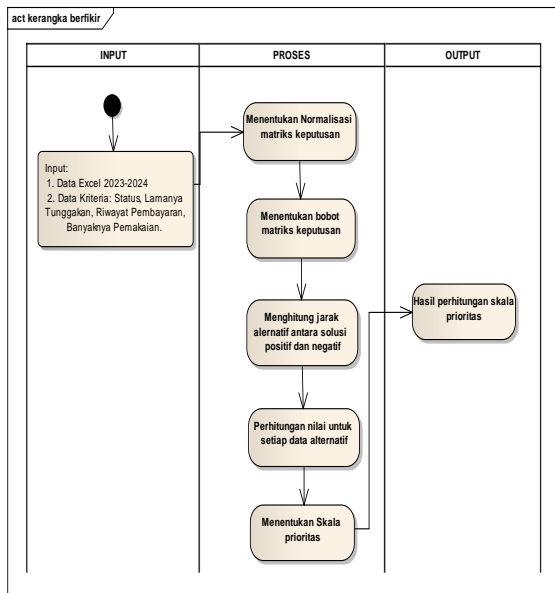 act kerangka berfikir
INPUT
PROSES
OUTPUT
Input:
1. Data Excel 2023-2024
2. Data Kriteria: Status, Lamanya
Tunggakan, Riwayat Pembayaran,
Banyaknya Pemakaian.
Menentukan Normalisasi
matriks keputusan
Menentukan bobot
matriks keputusan
Menghitung jarak
alernatif antara solusi
positif dan negatif
Perhitungan nilai untuk
setiap data alternatif
Menentukan Skala
prioritas
Hasil perhitungan skala
prioritas